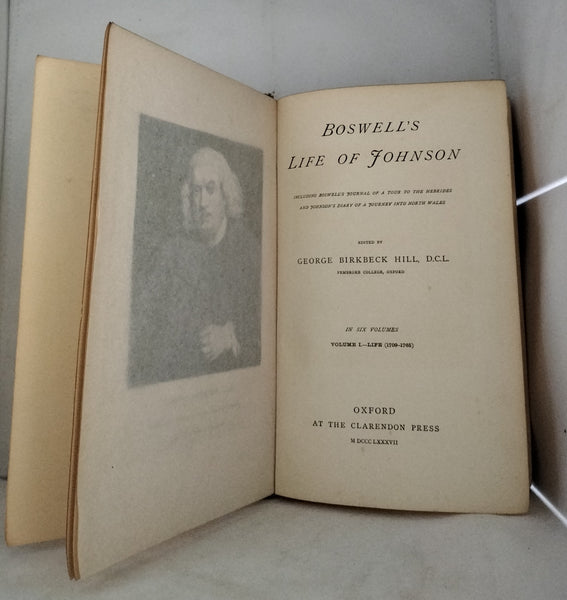 BOSWELL'S
LIFE OF JOHNSON
INCLUDING BOSWELL'S JOURNAL OF A TOUR TO THE HEBRIDES
AND JOHNSON'S DIARY OF A JOURNEY INTO NORTH WALES
EDITED BY
GEORGE BIRKBECK HILL, D.C.L.
PEMBROKE COLLEGE, OXFORD
IN SIX VOLUMES
VOLUME I.—LIFE (1709-1765)
OXFORD
AT THE CLARENDON PRESS
M DCCC LXXXVII